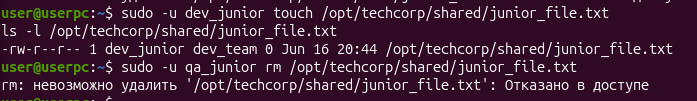 user@userpc:~$ sudo -u dev_junior touch /opt/techcorp/shared/junior_file.txt
ls -l /opt/techcorp/shared/junior_file.txt
-rw-r--r-- 1 dev_junior dev_team 0 Jun 16 20:44 /opt/techcorp/shared/junior_file.txt
user@userpc:~$ sudo -u qa_junior rm /opt/techcorp/shared/junior_file.txt
rm: невозможно удалить '/opt/techcorp/shared/junior_file.txt': Отказано в доступе